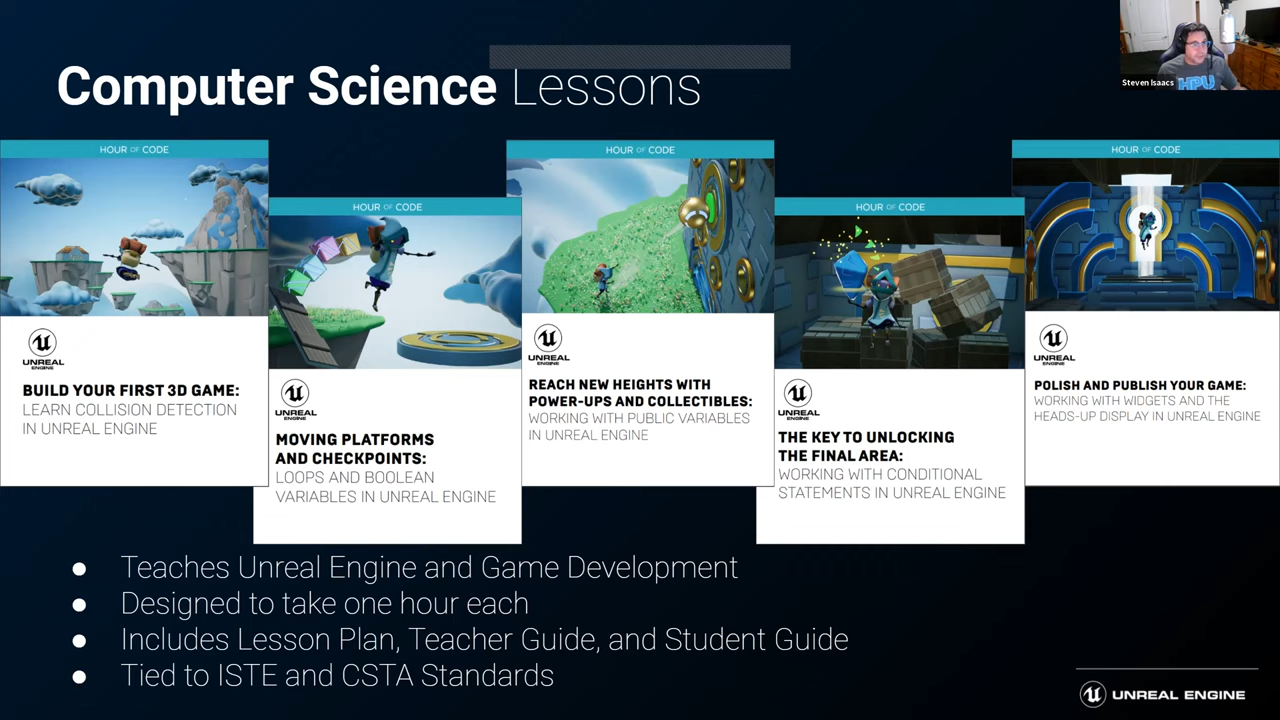 Computer Science Lessons
Steven Isaacs
HPU
HOUR OF CODE
UNREAL
ENGINE
BUILD YOUR FIRST 3D GAME:
LEARN COLLISION DETECTION
IN UNREAL ENGINE
HOUR OF CODE
UNREAL
ENGINE
MOVING PLATFORMS
AND CHECKPOINTS:
LOOPS AND BOOLEAN
VARIABLES IN UNREAL ENGINE
HOUR OF CODE
UNREAL
ENGINE
REACH NEW HEIGHTS WITH
POWER-UPS AND COLLECTIBLES:
WORKING WITH PUBLIC VARIABLES
IN UNREAL ENGINE
HOUR OF CODE
UNREAL
ENGINE
THE KEY TO UNLOCKING
THE FINAL AREA:
WORKING WITH CONDITIONAL
STATEMENTS IN UNREAL ENGINE
HOUR OF CODE
UNREAL
ENGINE
POLISH AND PUBLISH YOUR GAME:
WORKING WITH WIDGETS AND THE
HEADS-UP DISPLAY IN UNREAL ENGINE
● Teaches Unreal Engine and Game Development
● Designed to take one hour each
● Includes Lesson Plan, Teacher Guide, and Student Guide
● Tied to ISTE and CSTA Standards
UNREAL ENGINE